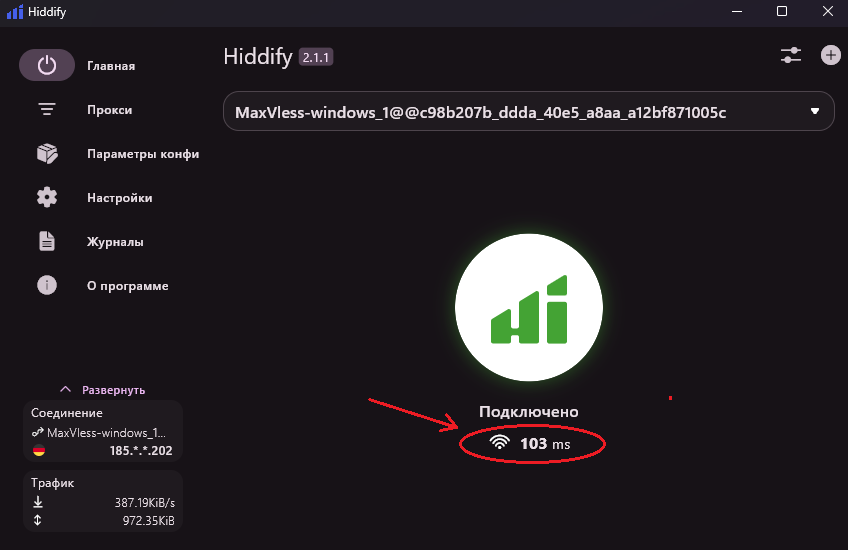 Hiddify
Главная
Прокси
Параметры конфи
Настройки
Журналы
О программе
Развернуть
Соединение
MaxVless-windows_1...
185.*.*.202
Трафик
387.19KiB/s
972.35KiB
Hiddify 2.1.1
MaxVless-windows_1@@c98b207b_ddda_40e5_a8aa_a12bf871005c
Подключено
103 ms